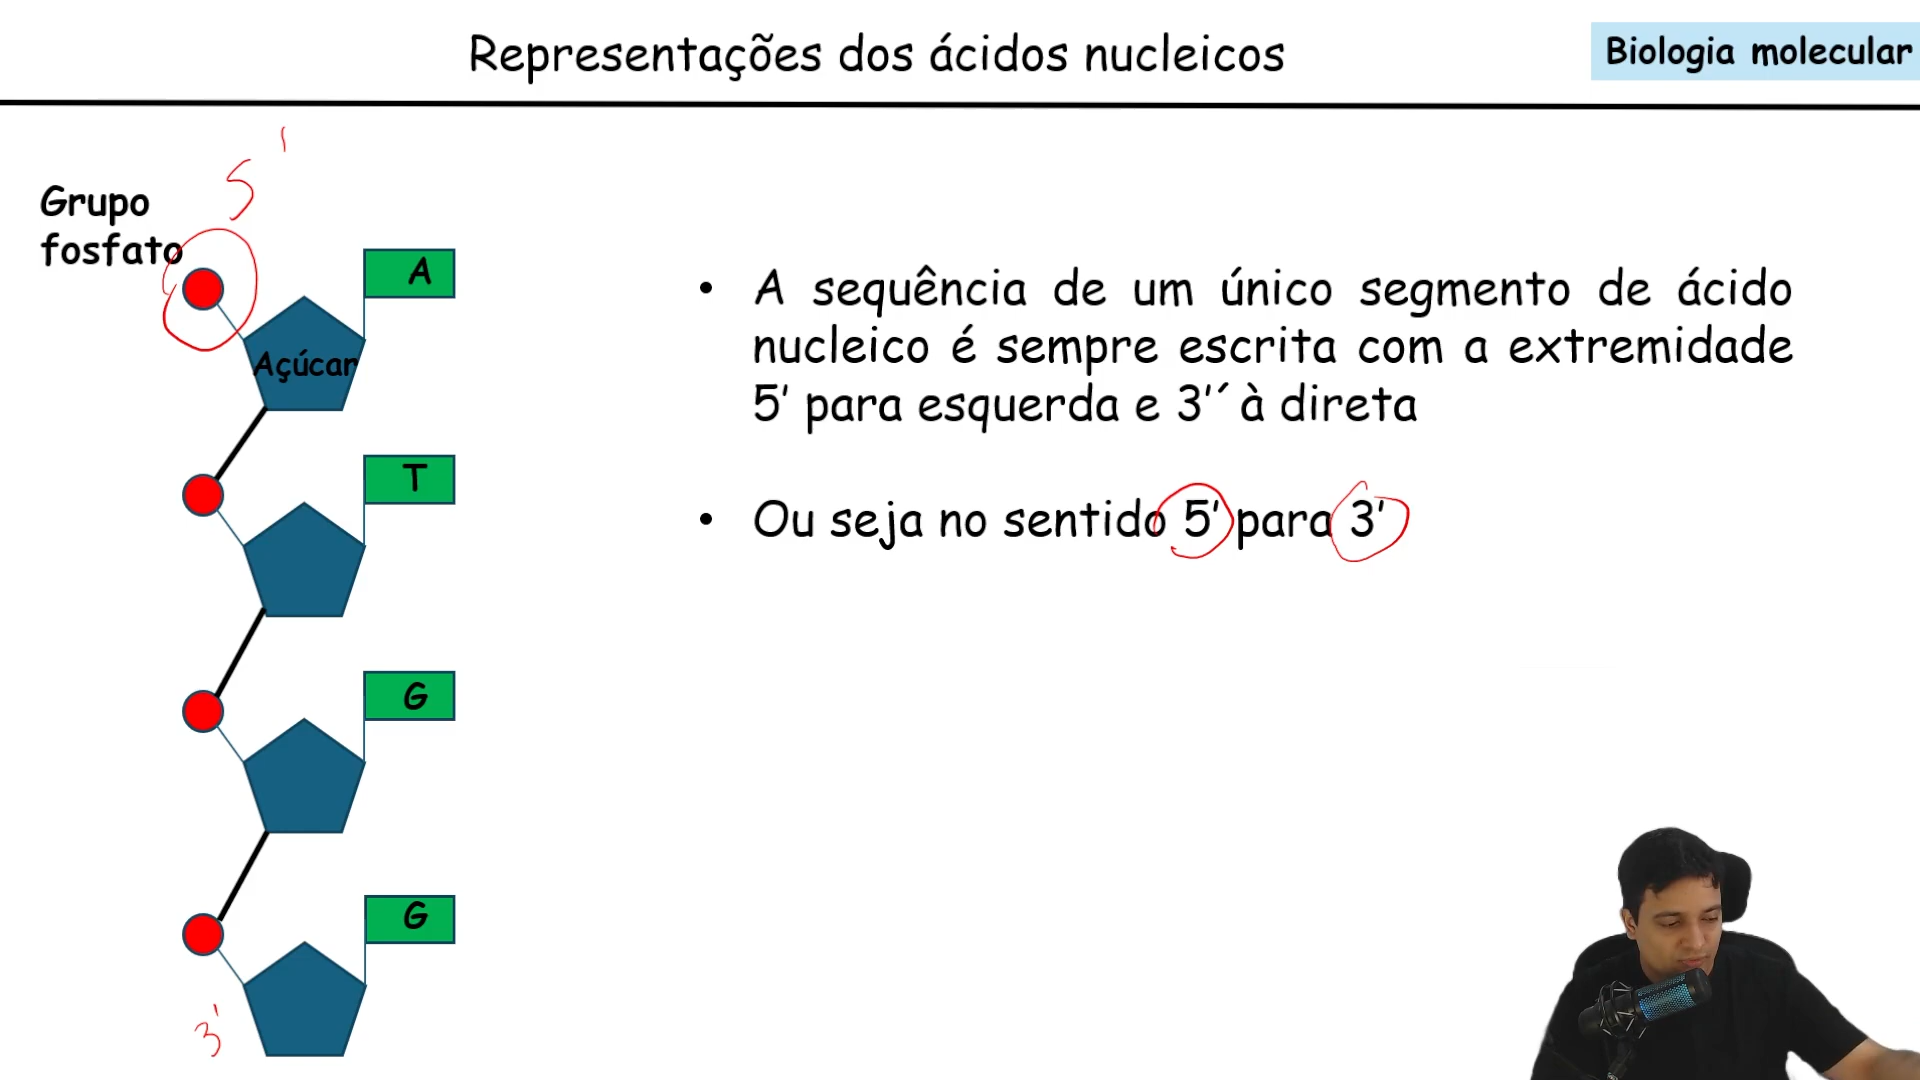 Representações dos ácidos nucleicos
Biologia molecular
5'
Grupo
fosfato
A
Açúcar
T
G
G
3'
• A sequência de um único segmento de ácido
nucleico é sempre escrita com a extremidade
5' para esquerda e 3'´à direta
• Ou seja no sentido 5' para 3'